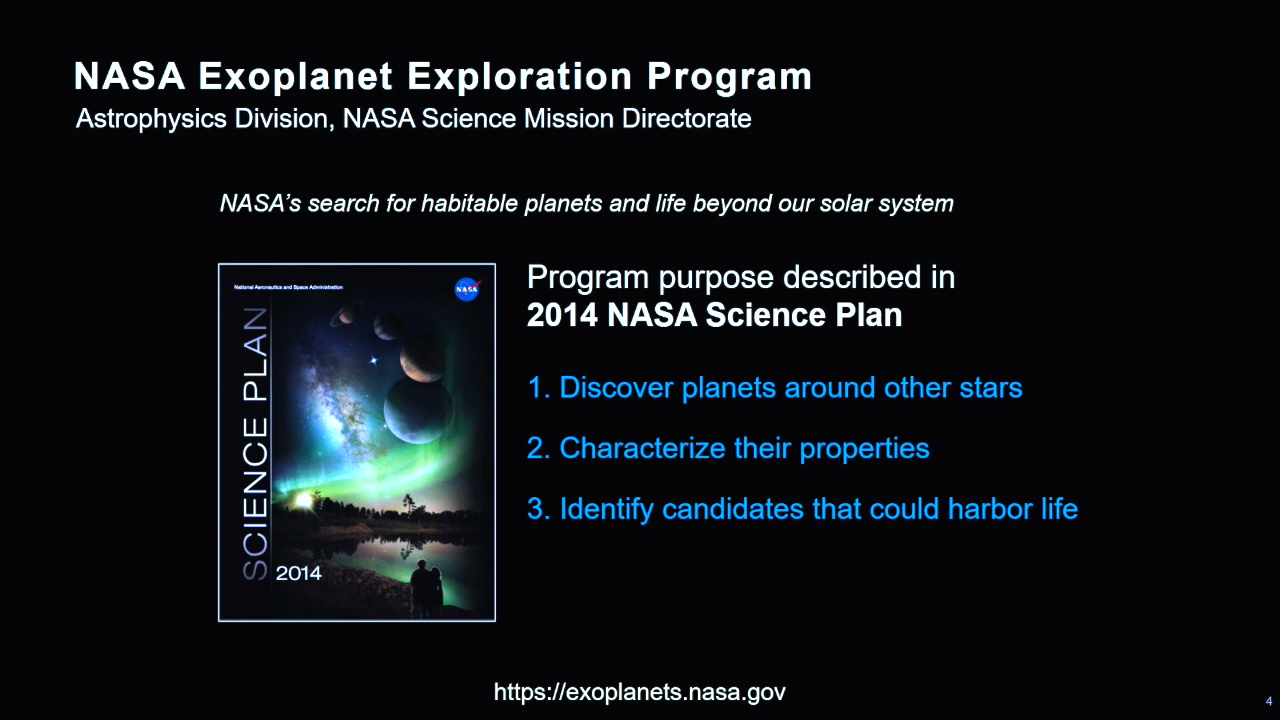 NASA Exoplanet Exploration Program
Astrophysics Division, NASA Science Mission Directorate
NASA’s search for habitable planets and life beyond our solar system
National Aeronautics and Space Administration
NASA
SCIENCE PLAN
2014
Program purpose described in
2014 NASA Science Plan
1. Discover planets around other stars
2. Characterize their properties
3. Identify candidates that could harbor life
https://exoplanets.nasa.gov
4